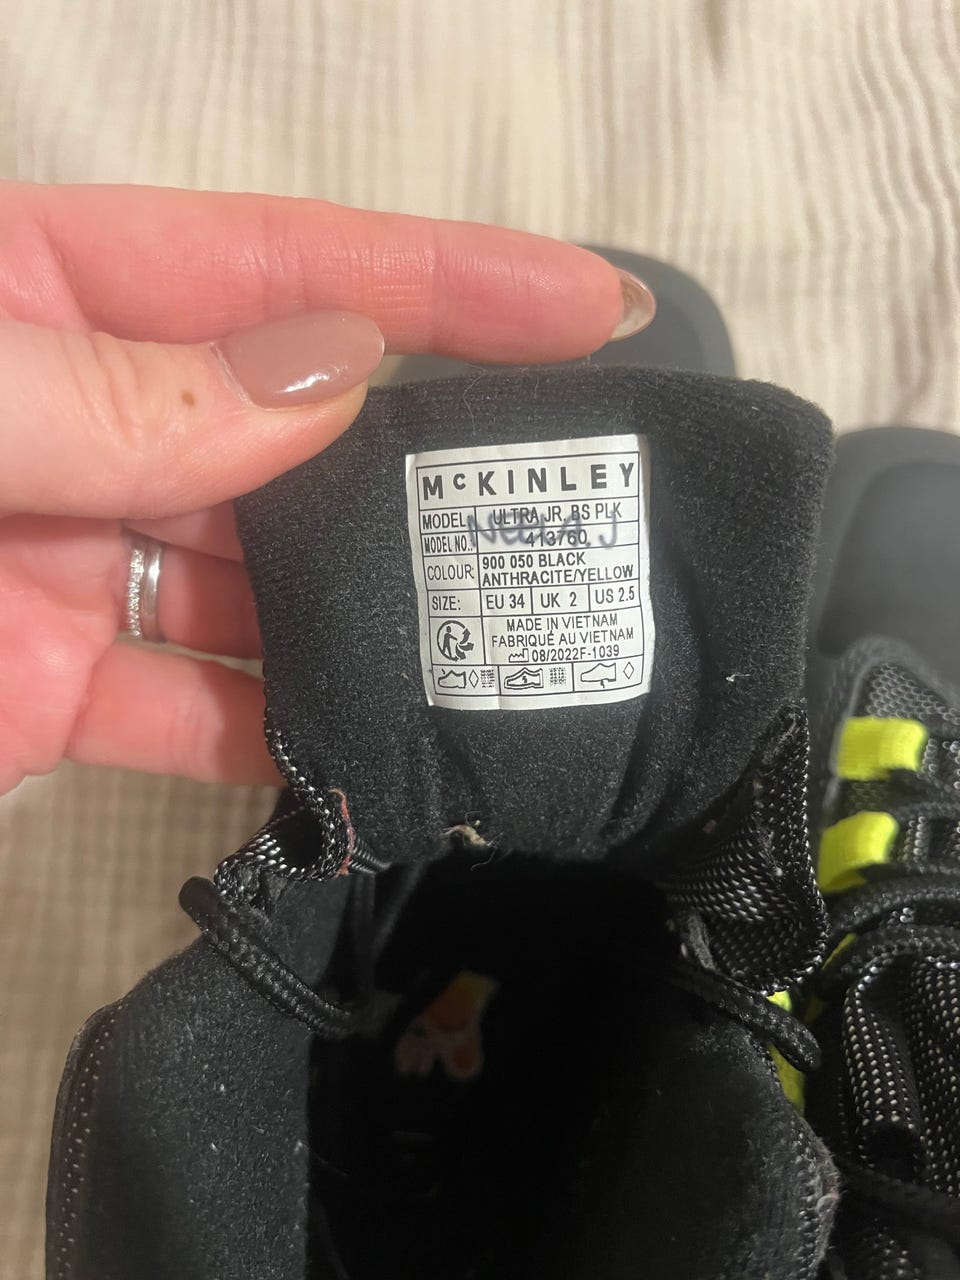 McKINLEY
MODEL ULTRA JR. BS PLK
MODEL NO.: 413760
COLOUR: 900 050 BLACK
ANTHRACITE/YELLOW
SIZE: EU 34 UK 2 US 2.5
MADE IN VIETNAM
FABRIQUÉ AU VIETNAM
08/2022F-1039